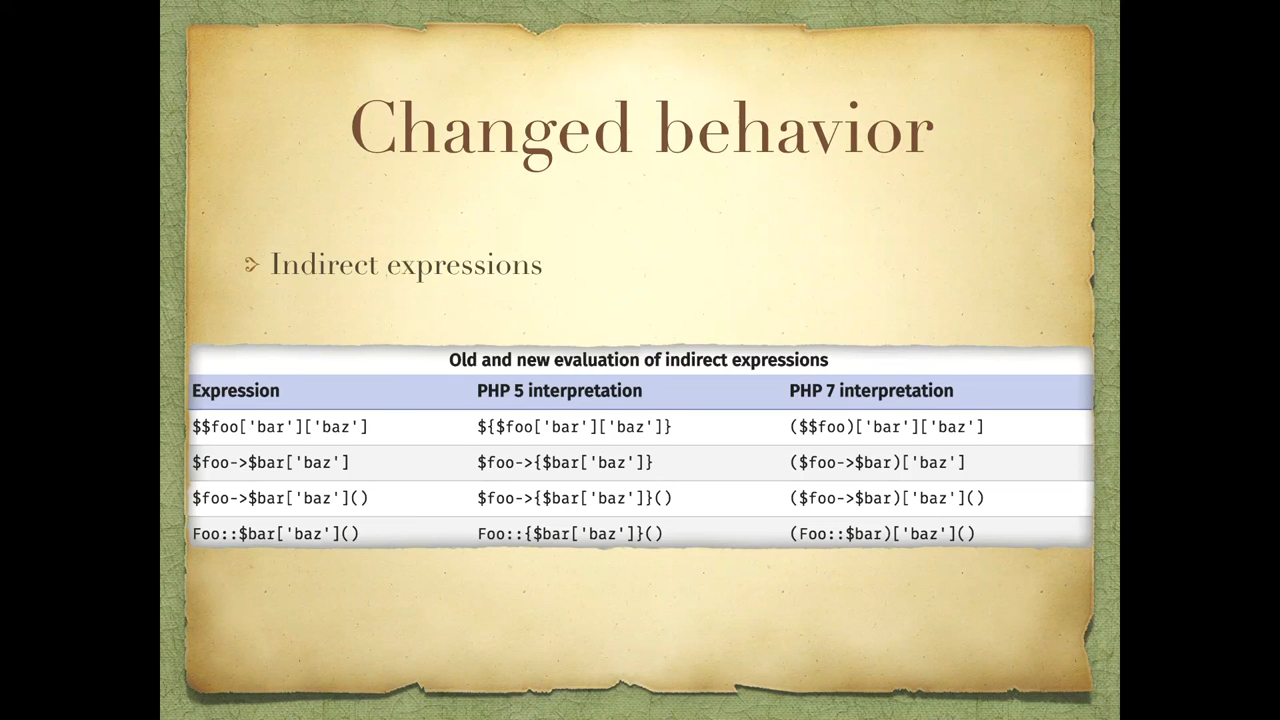 Changed behavior
Indirect expressions
Old and new evaluation of indirect expressions
Expression PHP 5 interpretation PHP 7 interpretation
$$foo['bar']['baz'] ${$foo['bar']['baz']} ($$foo)['bar']['baz']
$foo->$bar['baz'] $foo->{$bar['baz']} ($foo->$bar)['baz']
$foo->$bar['baz']() $foo->{$bar['baz']}() ($foo->$bar)['baz']()
Foo::$bar['baz']() Foo::{$bar['baz']}() (Foo::$bar)['baz']()